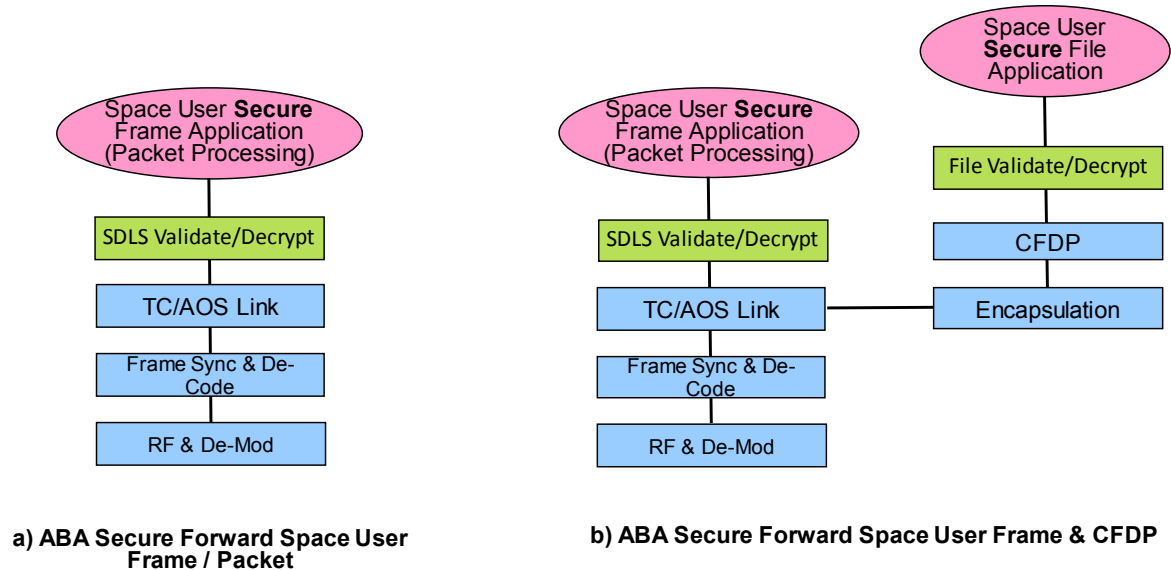 Space User Secure
Frame Application
(Packet Processing)
SDLS Validate/Decrypt
TC/AOS Link
Frame Sync & De-
Code
RF & De-Mod
a) ABA Secure Forward Space User
Frame / Packet
Space User Secure
Frame Application
(Packet Processing)
SDLS Validate/Decrypt
TC/AOS Link
Frame Sync & De-
Code
RF & De-Mod
Space User
Secure File
Application
File Validate/Decrypt
CFDP
Encapsulation
b) ABA Secure Forward Space User Frame & CFDP